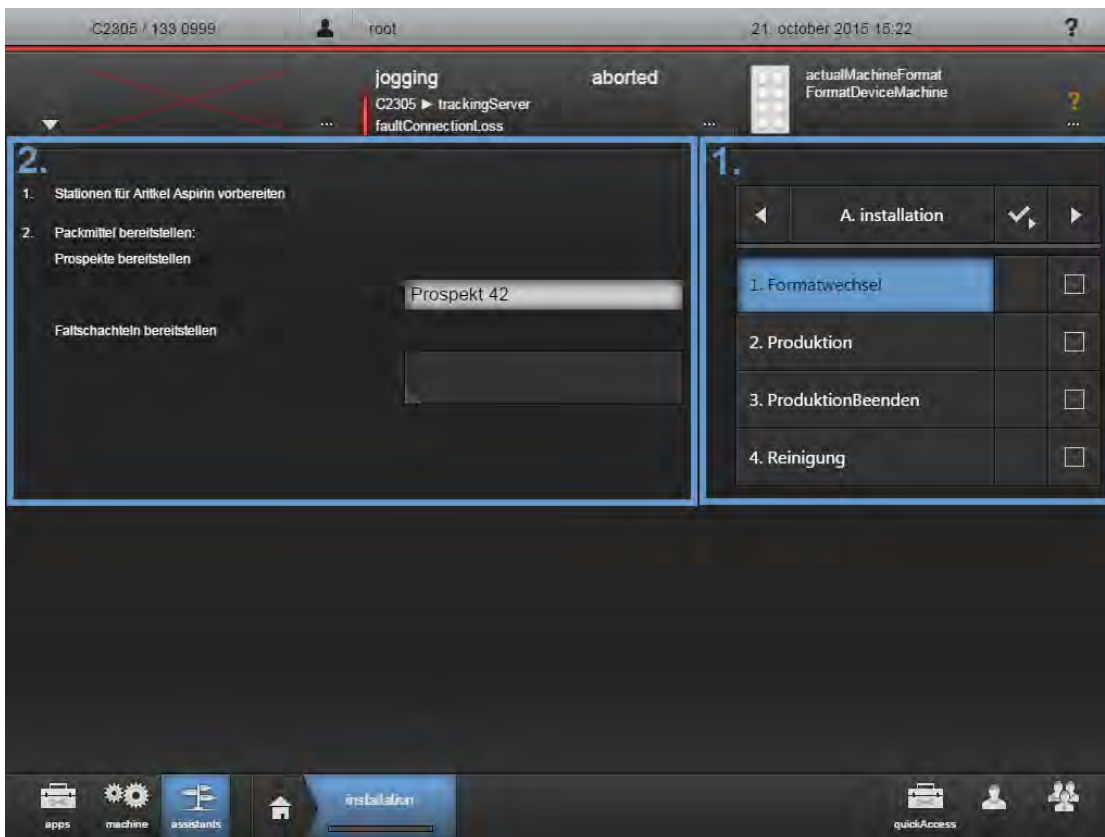 C2305 / 133 0999 root 21. october 2015 15:22 ?
jogging aborted
C2305 ► trackingServer
faultConnectionLoss ...
...
actualMachineFormat
FormatDeviceMachine
?
...
2.
1. Stationen für Aritkel Aspirin vorbereiten
2. Packmittel bereitstellen:
Prospekte bereitstellen
Prospekt 42
Faltschachteln bereitstellen
1.
A. installation
1. Formatwechsel
2. Produktion
3. ProduktionBeenden
4. Reinigung
apps machine assistants installation quickAccess